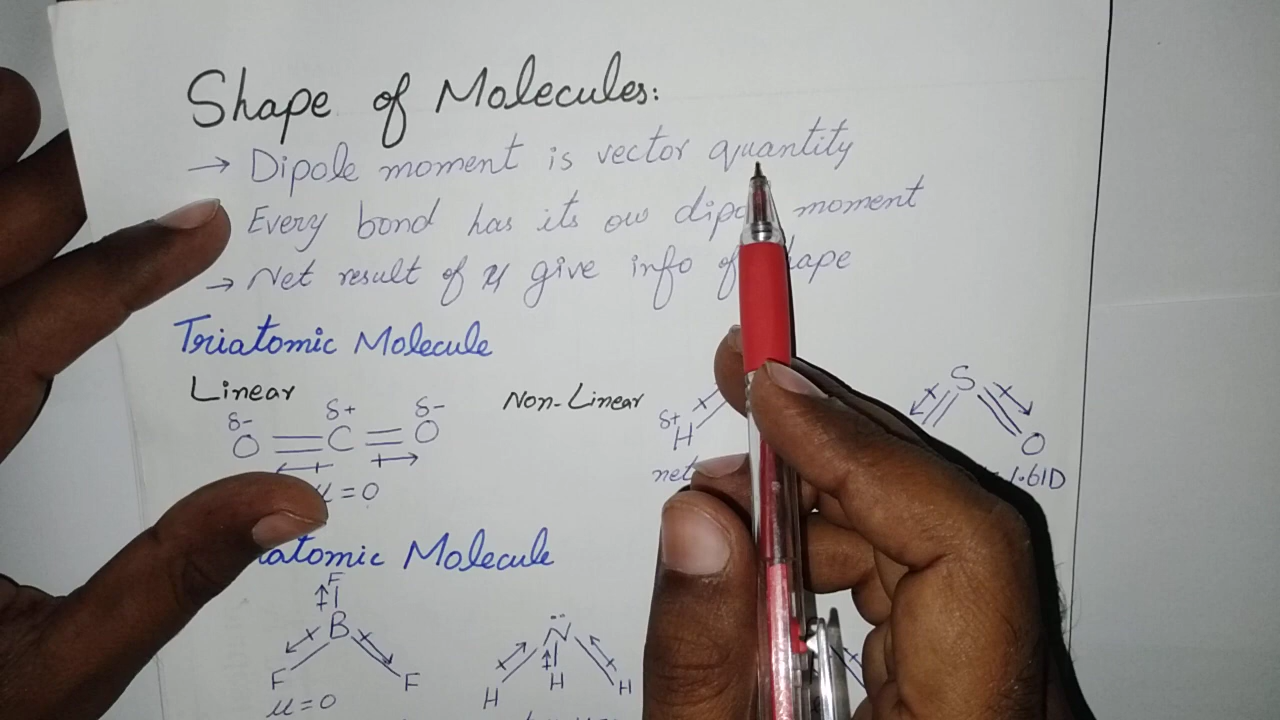 Shape of Molecules:
→ Dipole moment is vector quantity
Every bond has its ow moment
→ Net result of μ give info of
Triatomic Molecule
Linear
δ- δ+ δ-
O = C = O
μ = 0
Non-Linear
δ+
H
net
S
O
1.61D
Molecule
F
B
F F
μ = 0
N
H H H